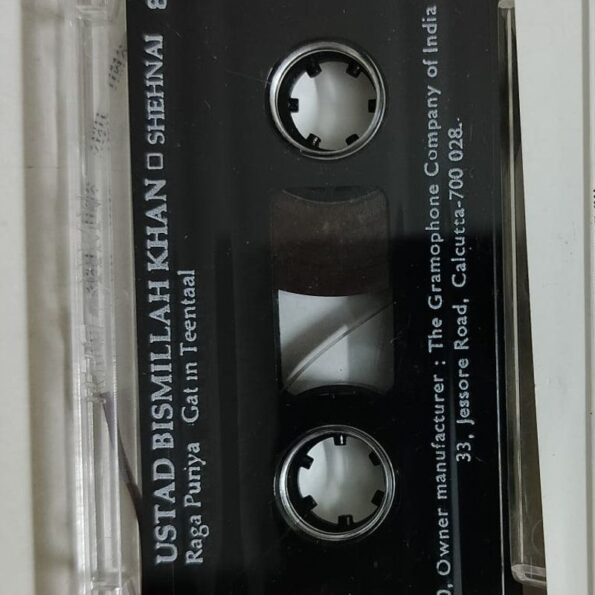 USTAD BISMILLAH KHAN □ SHEHNAI
Raga Puriya Gat in Teentaal
Owner manufacturer : The Gramophone Company of India
33, Jessore Road, Calcutta-700 028.